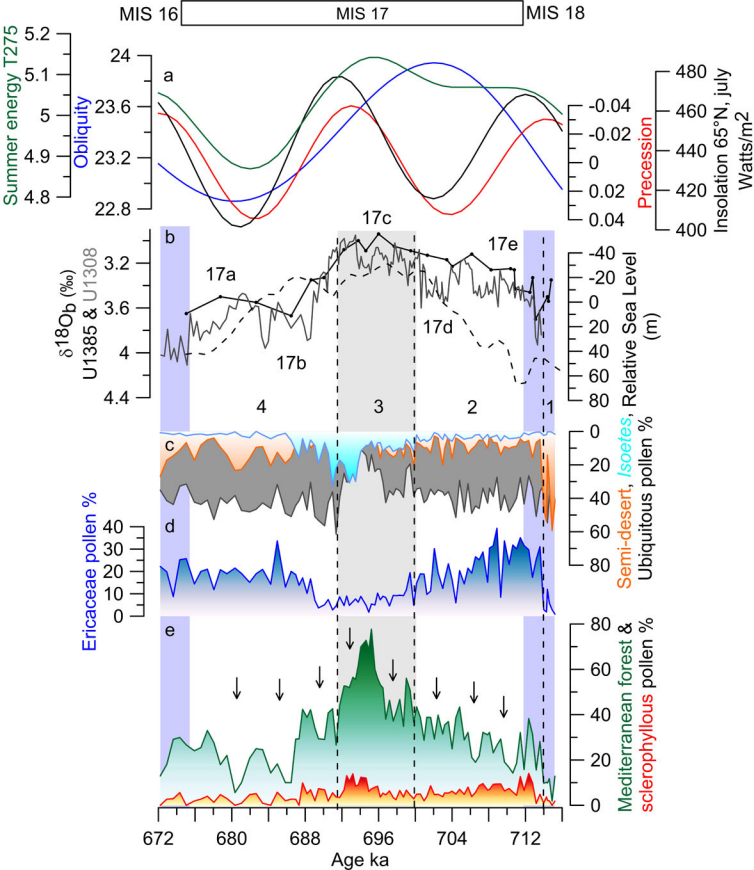 MIS 16
MIS 17
MIS 18
Summer energy T275
5.2
5.1
5
4.9
4.8
Obliquity
24
23.6
23.2
22.8
a
-0.04
-0.02
0
0.02
0.04
Precession
480
460
440
420
400
Insolation 65°N, july
Watts/m2
δ18Ob (‰)
U1385 & U1308
3.2
3.6
4
4.4
b
17a
17b
17c
17d
17e
-40
-20
0
20
40
60
80
Relative Sea Level
(m)
4
3
2
1
c
0
20
40
60
80
Semi-desert, Isoetes,
Ubiquitous pollen %
Ericaceae pollen %
40
30
20
10
0
d
e
80
60
40
20
0
Mediterranean forest &
sclerophyllous pollen %
672
680
688
696
704
712
Age ka